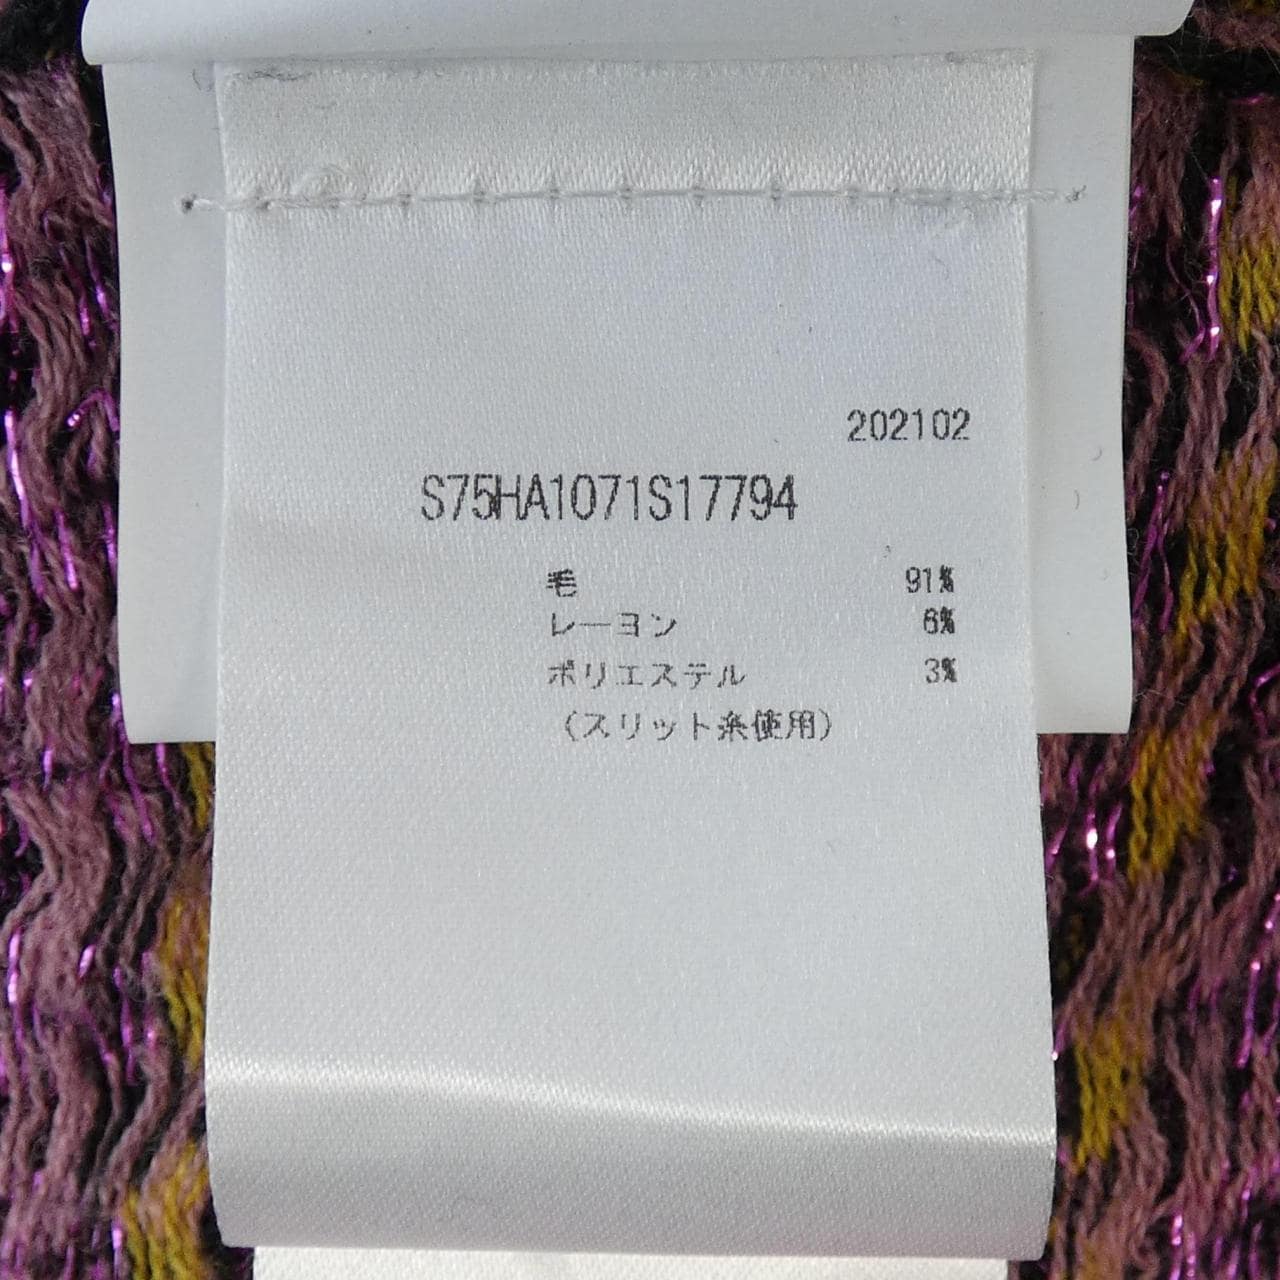 202102
S75HA1071S17794
毛 91%
レーヨン 6%
ポリエステル 3%
(スリット糸使用)